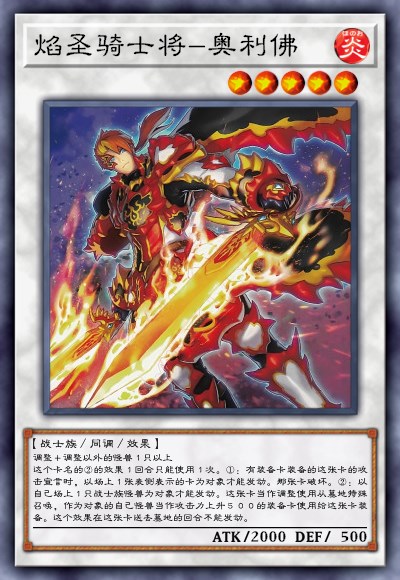 焰圣骑士将-奥利佛
ほのお
炎
【战士族／同调／效果】
调整＋调整以外的怪兽1只以上
这个卡名的②的效果1回合只能使用1次。①：有装备卡装备的这张卡的攻
击宣言时，以场上1张表侧表示的卡为对象才能发动。那张卡破坏。②：以
自己场上1只战士族怪兽为对象才能发动。这张卡当作调整使用从墓地特殊
召唤，作为对象的自己怪兽当作攻击力上升500的装备卡使用给这张卡装
备。这个效果在这张卡送去墓地的回合不能发动。
ATK/2000 DEF/ 500